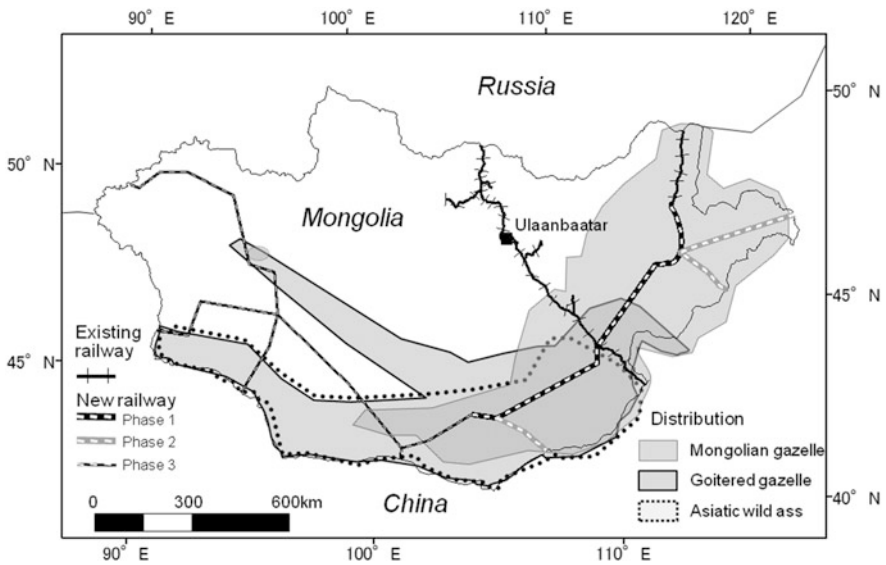 90° E
100° E
110° E
120° E
Russia
50° N
50° N
Mongolia
Ulaanbaatar
45° N
45° N
Existing
railway
New railway
Phase 1
Phase 2
Phase 3
Distribution
Mongolian gazelle
Goitered gazelle
Asiatic wild ass
0 300 600km
China
40° N
90° E
100° E
110° E